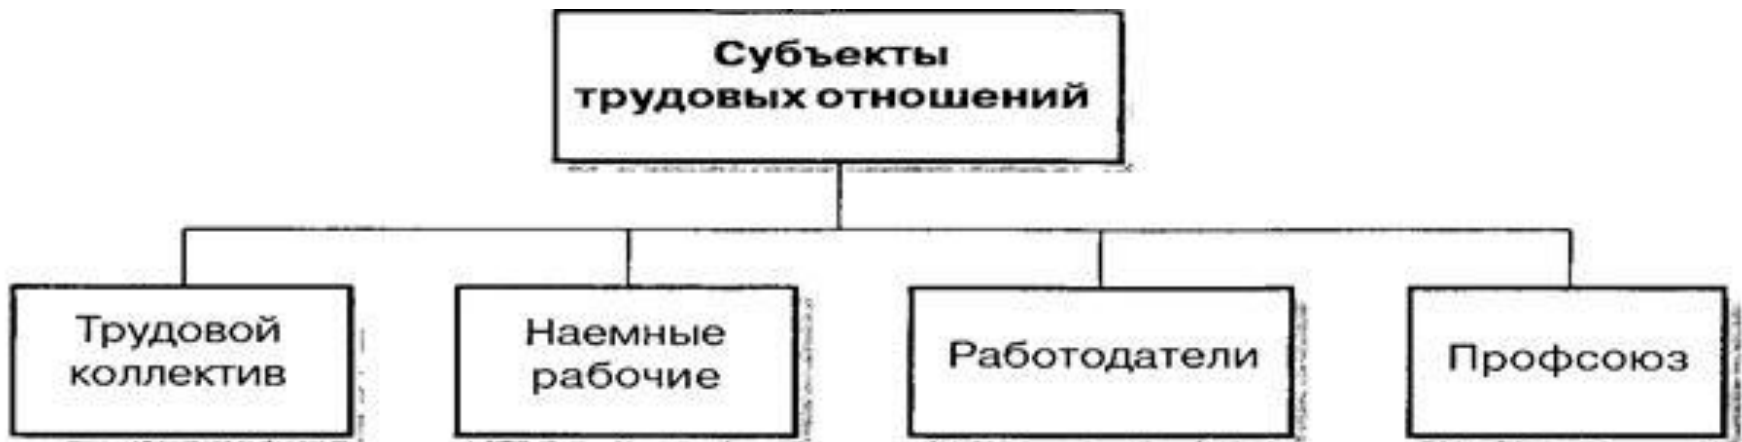 Субъекты
трудовых отношений
Трудовой
коллектив
Наемные
рабочие
Работодатели
Профсоюз